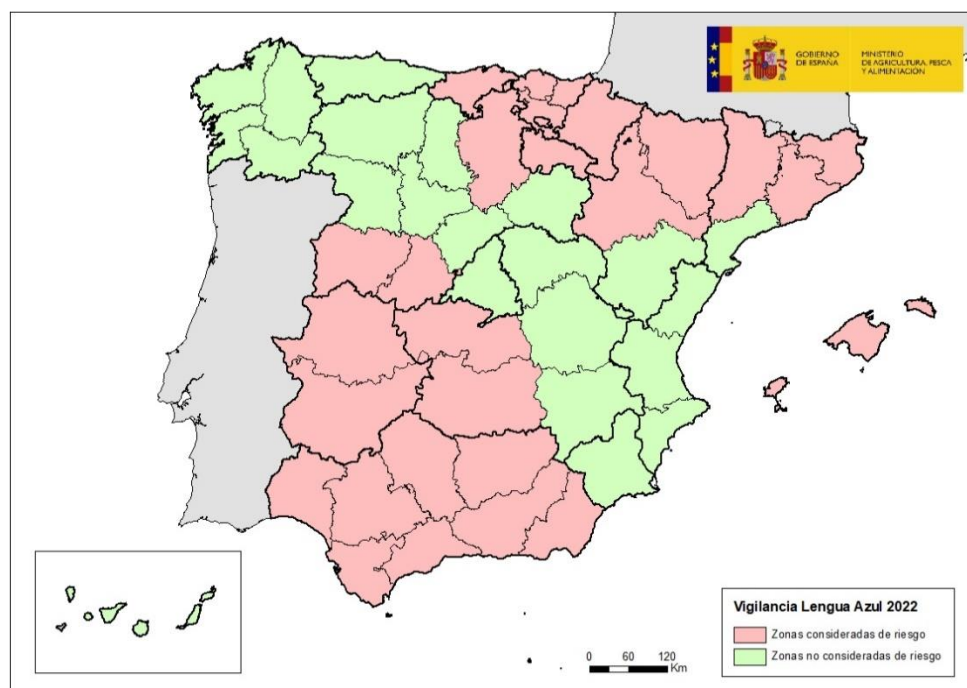 GOBIERNO
DE ESPAÑA
MINISTERIO
DE AGRICULTURA, PESCA
Y ALIMENTACIÓN
Vigilancia Lengua Azul 2022
Zonas consideradas de riesgo
Zonas no consideradas de riesgo
0 30 60 120
Km